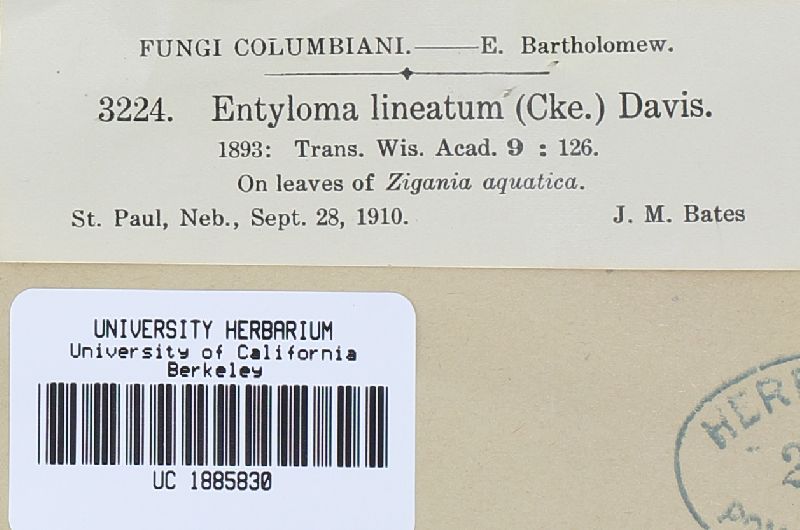 FUNGI COLUMBIANI.——E. Bartholomew.
3224. Entyloma lineatum (Cke.) Davis.
1893: Trans. Wis. Acad. 9 : 126.
On leaves of Zigania aquatica.
St. Paul, Neb., Sept. 28, 1910. J. M. Bates
UNIVERSITY HERBARIUM
University of California
Berkeley
UC 1885830